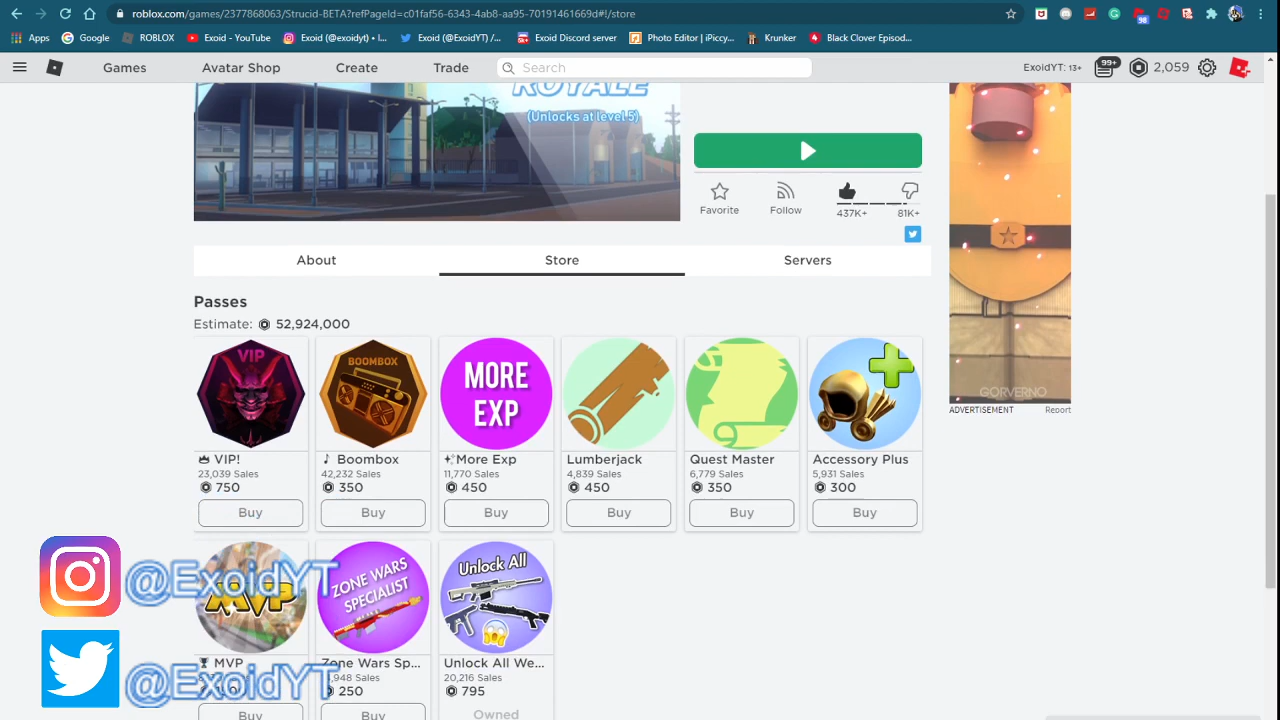 roblox.com/games/2377868063/Strucid-BETA?refPageId=c01faf56-6343-4ab8-aa95-70191461669d#!/store
98
Apps Google ROBLOX Exoid - YouTube Exoid (@exoidyt) • I... Exoid (@ExoidYT) /... Exoid Discord server Photo Editor | iPiccy... Krunker Black Clover Episod...
Games Avatar Shop Create Trade Search ExoidYT: 13+ 99+ 2,059
ROYALE
(Unlocks at level 5)
Favorite Follow 437K+ 81K+
About Store Servers
Passes
Estimate: 52,924,000
VIP BOOMBOX MORE EXP
VIP! Boombox More Exp Lumberjack Quest Master Accessory Plus
23,039 Sales 42,232 Sales 11,770 Sales 4,839 Sales 6,779 Sales 5,931 Sales
750 350 450 450 350 300
Buy Buy Buy Buy Buy Buy
GORVERNO
ADVERTISEMENT Report
MVP ZONE WARS SPECIALIST Unlock All
@ExoidYT
MVP Zone Wars Sp... Unlock All We...
20,216 Sales
250 795
@ExoidYT
Buy Buy Owned